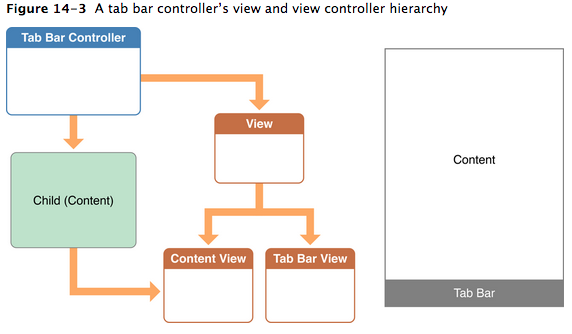 Figure 14-3 A tab bar controller's view and view controller hierarchy
Tab Bar Controller
View
Child (Content)
Content View
Tab Bar View
Content
Tab Bar